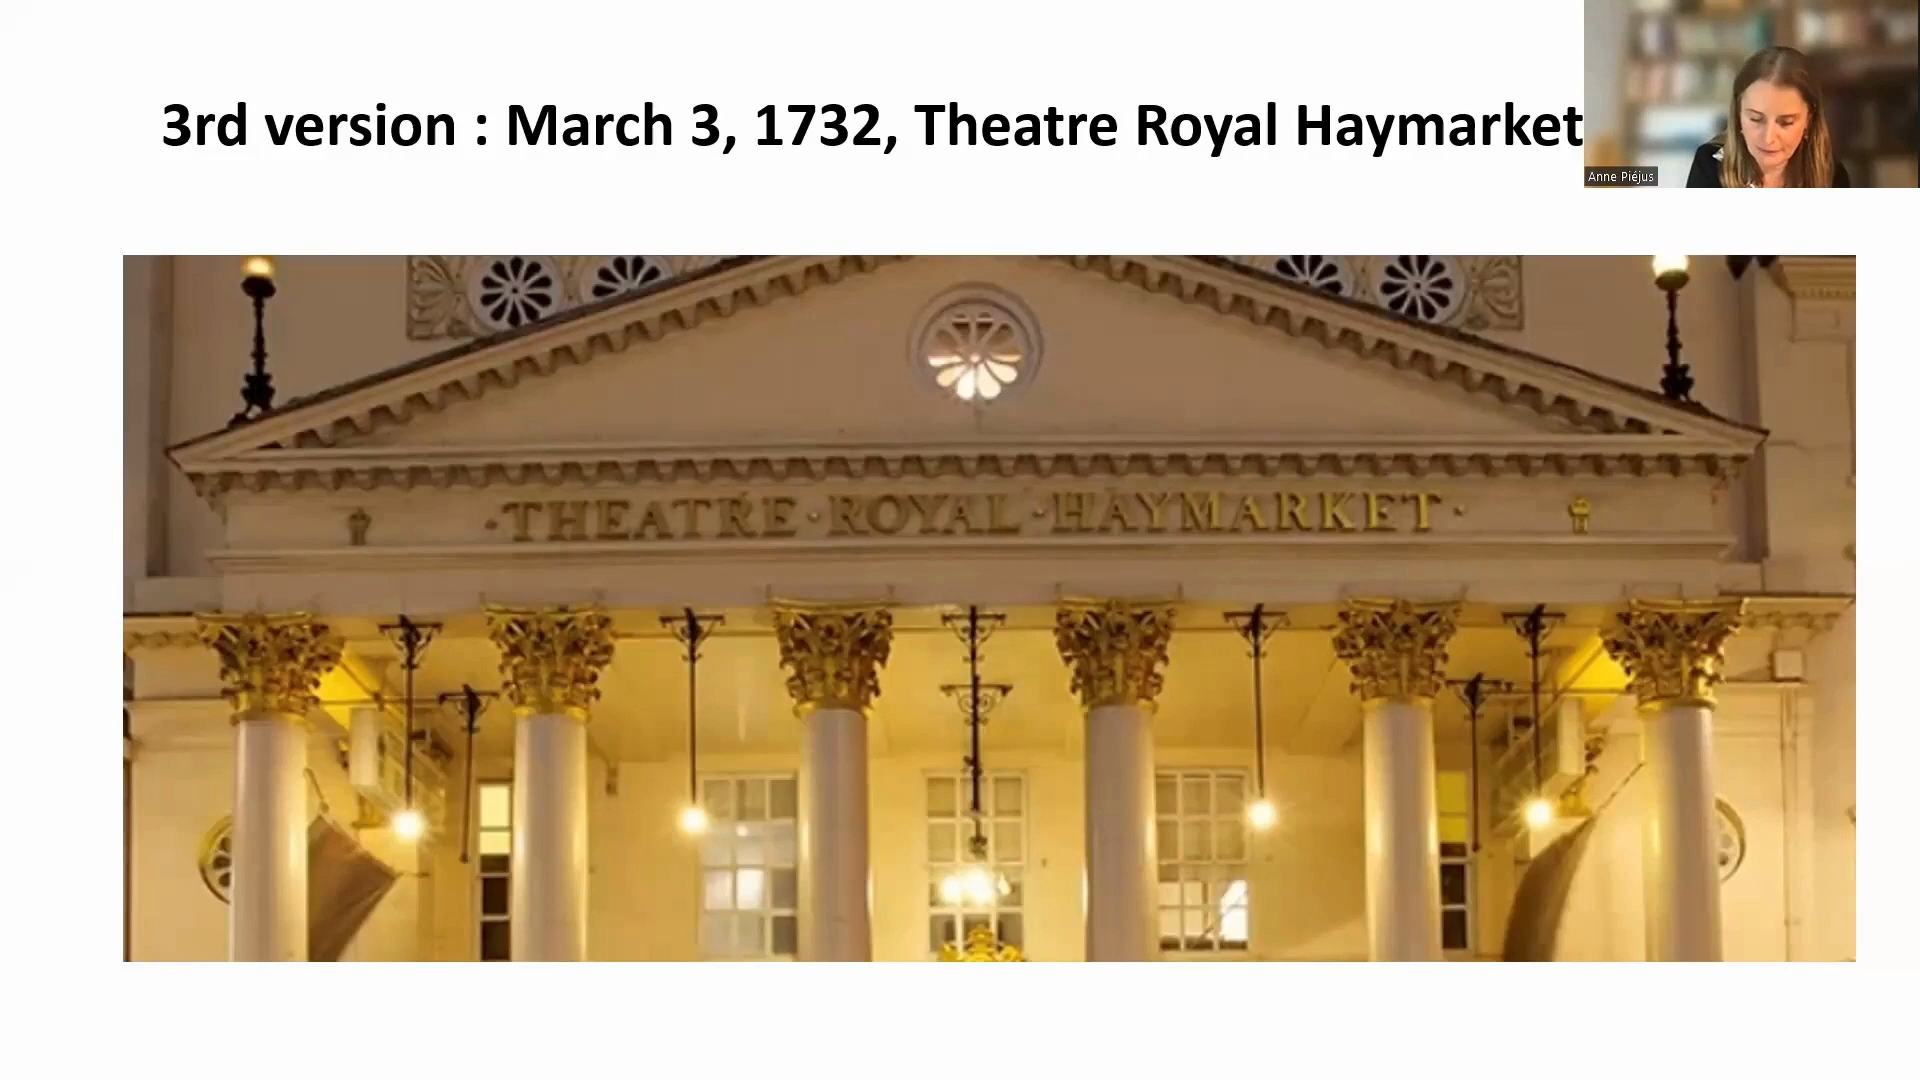 3rd version : March 3, 1732, Theatre Royal Haymarket
Anne Piéjus
·THEATRE·ROYAL·HAYMARKET·